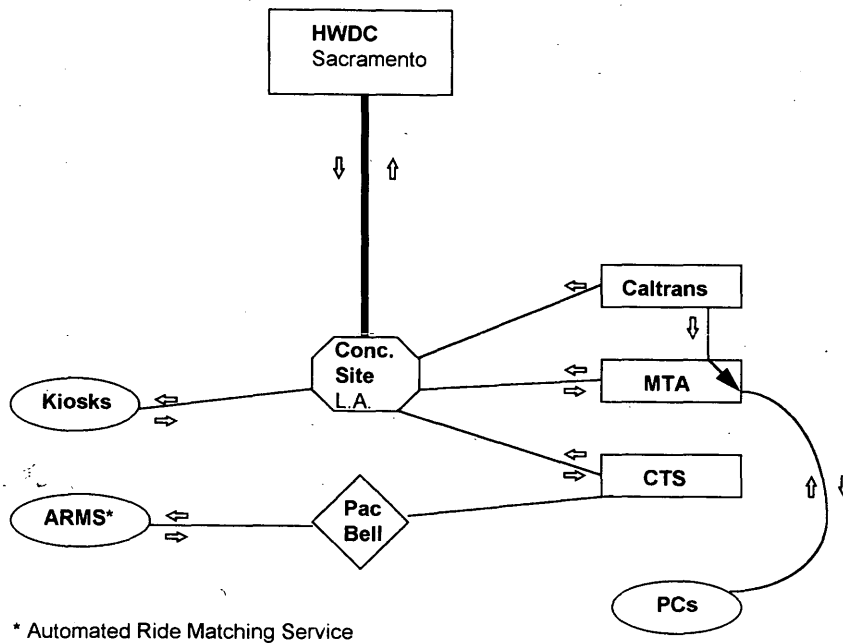 HWDC
Sacramento
Caltrans
Conc.
Site
L.A.
MTA
Kiosks
CTS
Pac
Bell
ARMS*
PCs
* Automated Ride Matching Service